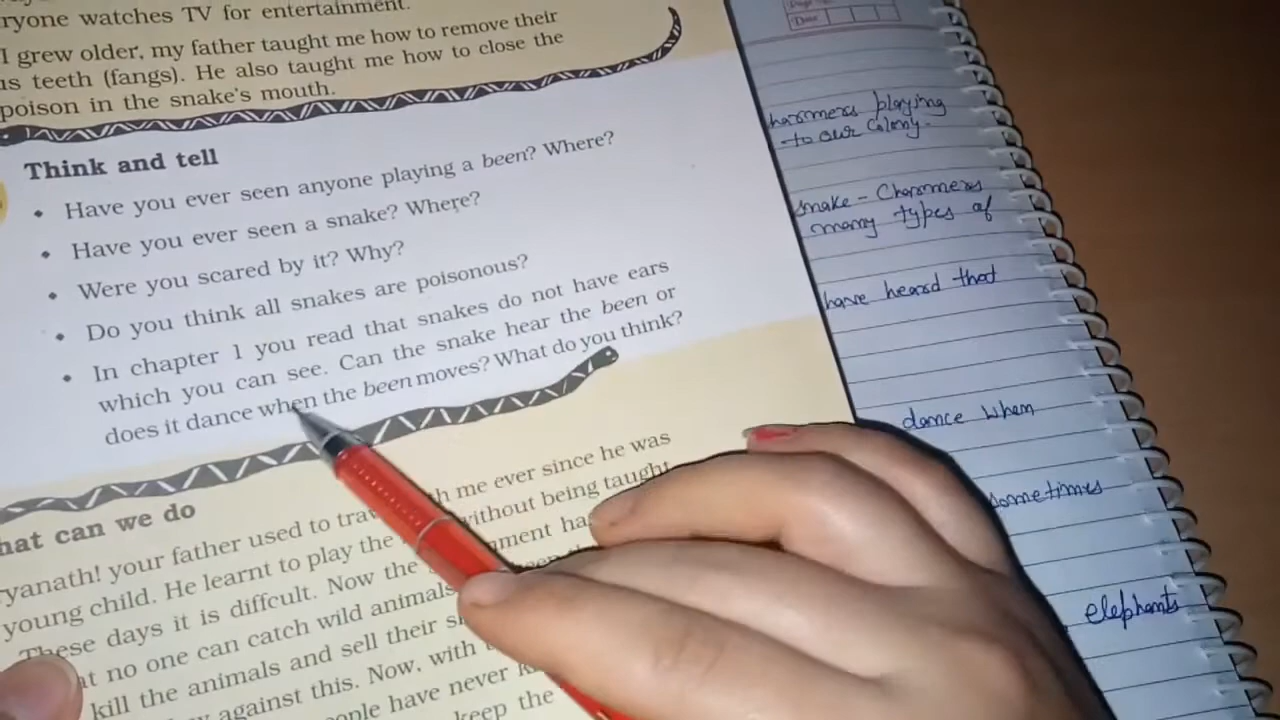 ryone watches TV for entertainment.
I grew older, my father taught me how to remove their
us teeth (fangs). He also taught me how to close the
poison in the snake's mouth.
Think and tell
• Have you ever seen anyone playing a been? Where?
• Have you ever seen a snake? Where?
• Were you scared by it? Why?
• Do you think all snakes are poisonous?
• In chapter 1 you read that snakes do not have ears
which you can see. Can the snake hear the been or
does it dance when the been moves? What do you think?
hat can we do
yanath! your father used to tra h me ever since he was
young child. He learnt to play the without being taught
These days it is diffcult. Now the nment ha
at no one can catch wild animals
kill the animals and sell their s
against this. Now, with
ople have never k
keep the
Date
harmers playing
to our Colony.
snake - Charmers
many types of
have heard that
dance when
sometimes
elephants